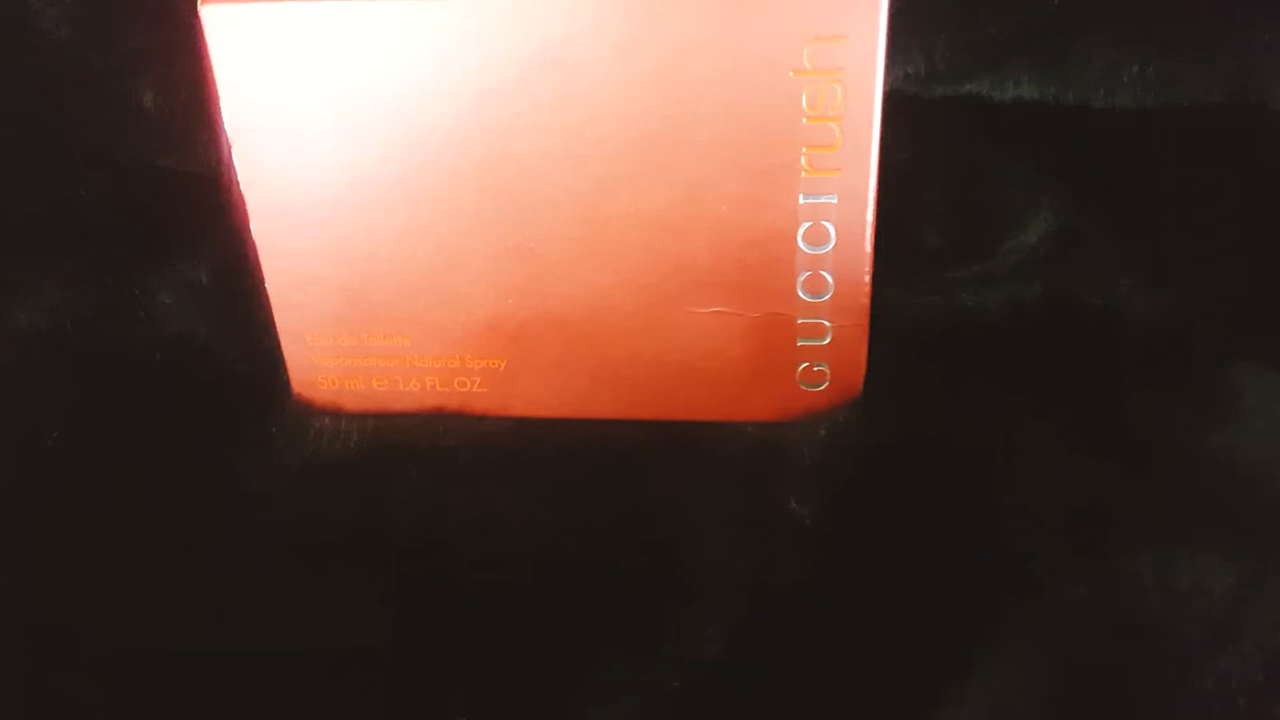 GUCCI rush
Eau de Toilette
Vaporisateur Natural Spray
50 ml e 1.6 FL. OZ.